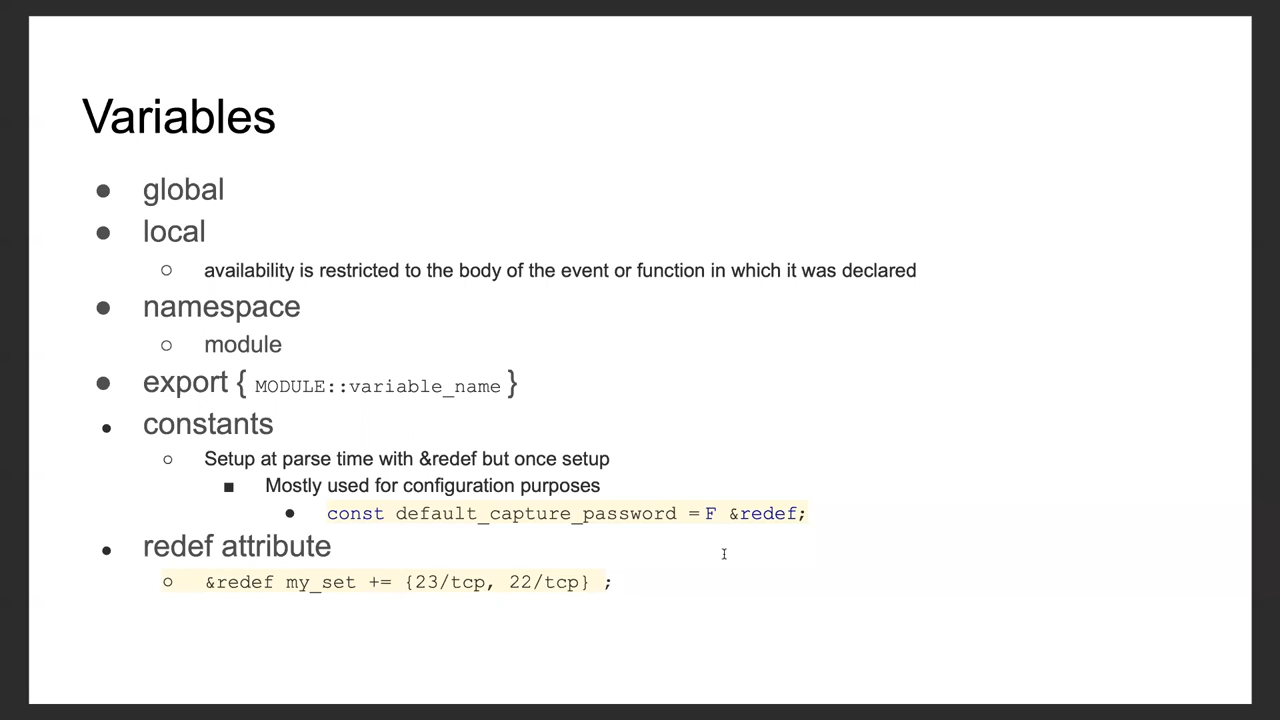 Variables
● global
● local
○ availability is restricted to the body of the event or function in which it was declared
● namespace
○ module
● export { MODULE::variable_name }
● constants
○ Setup at parse time with &redef but once setup
■ Mostly used for configuration purposes
● const default_capture_password = F &redef;
● redef attribute
○ &redef my_set += {23/tcp, 22/tcp} ;